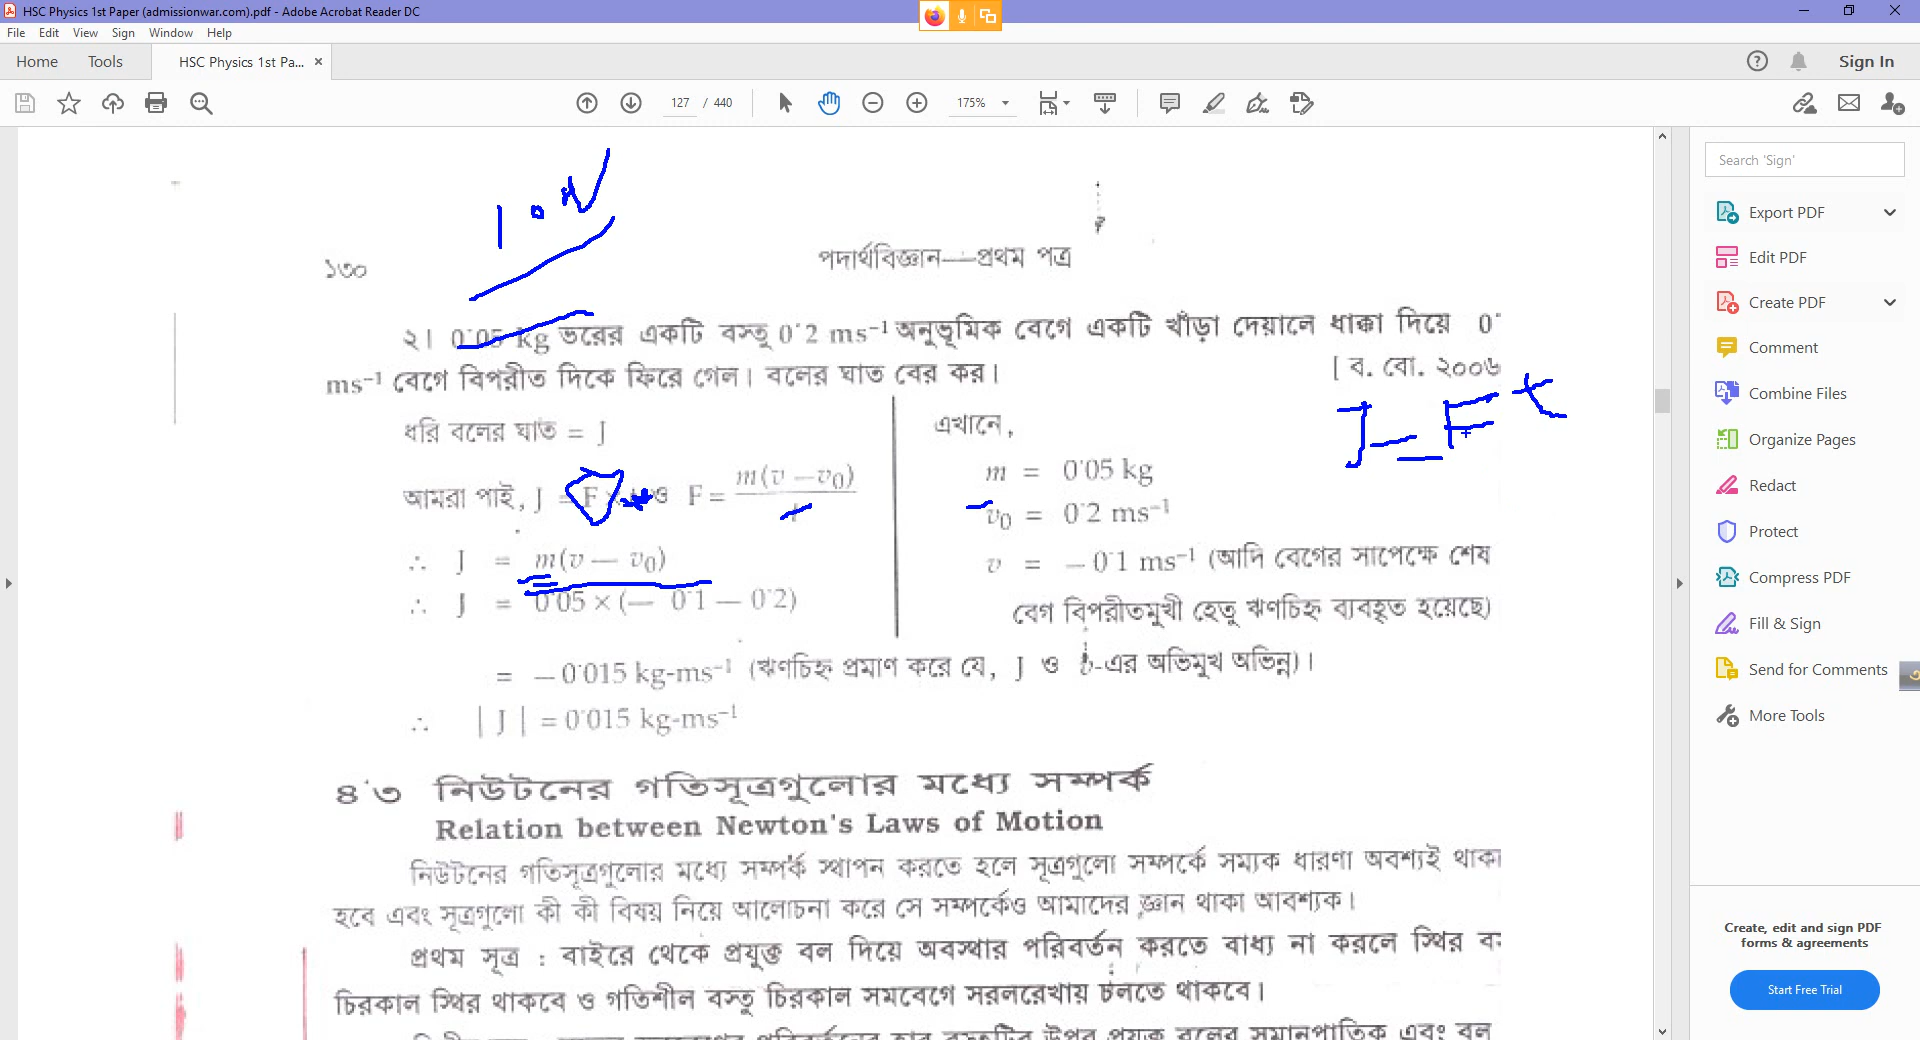 HSC Physics 1st Paper (admissionwar.com).pdf - Adobe Acrobat Reader DC
File Edit View Sign Window Help
Home Tools HSC Physics 1st Pa... × Sign In
127 / 440 175%
10 N
১৩০ পদার্থবিজ্ঞান—প্রথম পত্র
২। 0·05 kg ভরের একটি বস্তু 0·2 ms⁻¹ অনুভূমিক বেগে একটি খাঁড়া দেয়ালে ধাক্কা দিয়ে 0·
ms⁻¹ বেগে বিপরীত দিকে ফিরে গেল। বলের ঘাত বের কর। [ ব. বো. ২০০৬
J = F t
ধরি বলের ঘাত = J
আমরা পাই, J = F × ও F = m(v – v₀)
∴ J = m(v – v₀)
∴ J = 0·05 × (– 0·1 – 0·2)
এখানে,
m = 0·05 kg
v₀ = 0·2 ms⁻¹
v = – 0·1 ms⁻¹ (আদি বেগের সাপেক্ষে শেষ
বেগ বিপরীতমুখী হেতু ঋণচিহ্ন ব্যবহৃত হয়েছে)
= – 0·015 kg-ms⁻¹ (ঋণচিহ্ন প্রমাণ করে যে, J ও v-এর অভিমুখ অভিন্ন)।
∴ | J | = 0·015 kg-ms⁻¹
৪·৩ নিউটনের গতিসূত্রগুলোর মধ্যে সম্পর্ক
Relation between Newton's Laws of Motion
নিউটনের গতিসূত্রগুলোর মধ্যে সম্পর্ক স্থাপন করতে হলে সূত্রগুলো সম্পর্কে সম্যক ধারণা অবশ্যই থাকা
হবে এবং সূত্রগুলো কী কী বিষয় নিয়ে আলোচনা করে সে সম্পর্কেও আমাদের জ্ঞান থাকা আবশ্যক।
প্রথম সূত্র : বাইরে থেকে প্রযুক্ত বল দিয়ে অবস্থার পরিবর্তন করতে বাধ্য না করলে স্থির
চিরকাল স্থির থাকবে ও গতিশীল বস্তু চিরকাল সমবেগে সরলরেখায় চলতে থাকবে।
Search 'Sign'
Export PDF
Edit PDF
Create PDF
Comment
Combine Files
Organize Pages
Redact
Protect
Compress PDF
Fill & Sign
Send for Comments
More Tools
Create, edit and sign PDF
forms & agreements
Start Free Trial